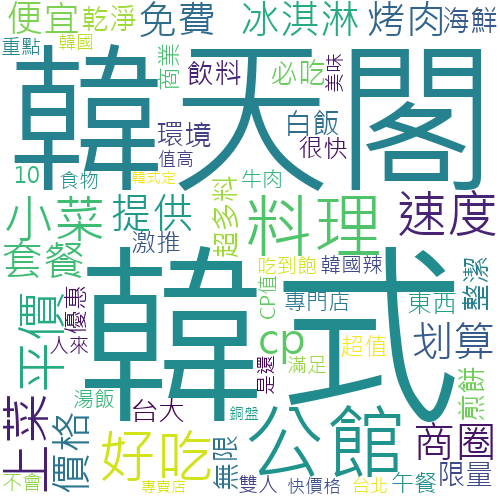 便宜 乾淨 免費 冰淇淋 烤肉 海鮮
重點 韓國 商業 飲料 必吃 美味
韓天閣
環境 白飯 很快
值高
10 食物 韓式定 超多料 牛肉
小菜 提供 料理 速度
激推
套餐 吃到飽 韓國辣 整潔
平價 優惠 韓式 CP值 專門店 東西
人來 cp 超值 划算
是還 滿足 煎餅
湯飯 台大
上菜 價格 好吃 無限 銅盤 公館 商圈
限量
不會 專賣店 雙人 快價格 台北 午餐